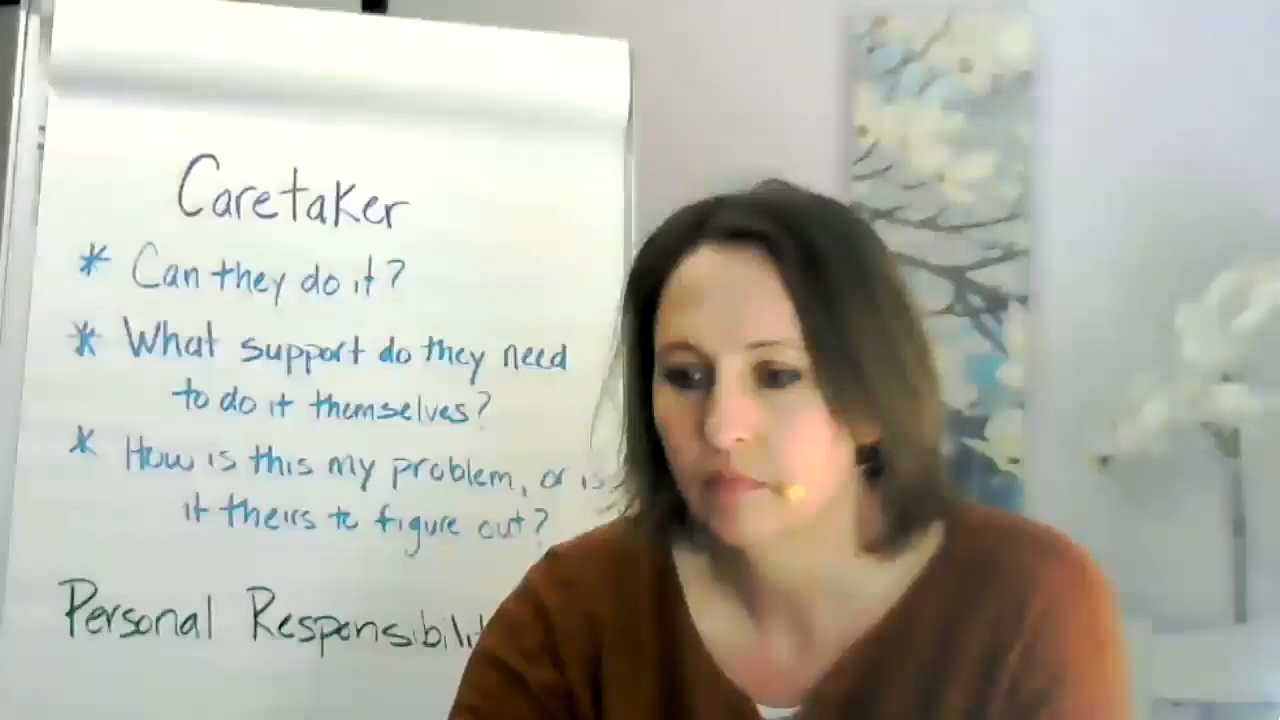 Caretaker
* Can they do it?
* What support do they need
to do it themselves?
* How is this my problem, or is
it theirs to figure out?
Personal